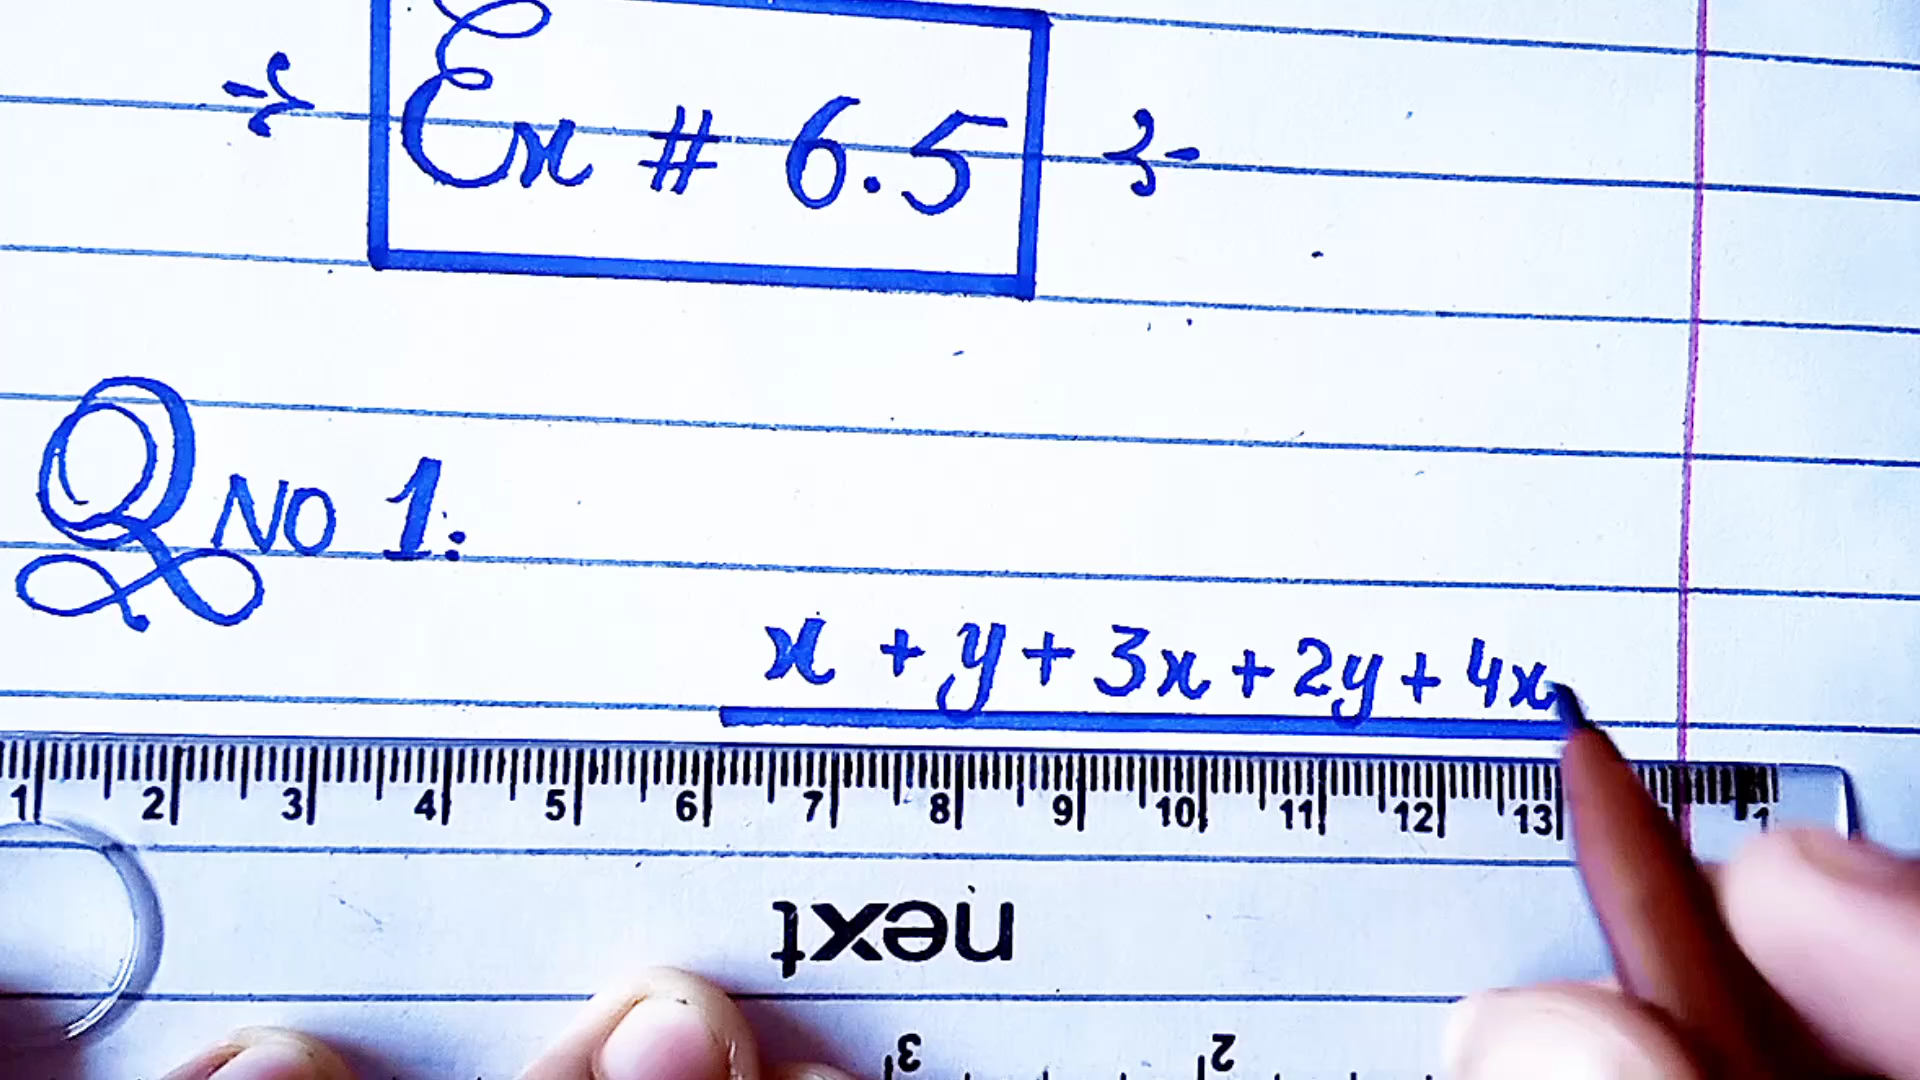 Ex # 6.5
Q NO 1:
x + y + 3x + 2y + 4x
1 2 3 4 5 6 7 8 9 10 11 12 13 1
next
3 2